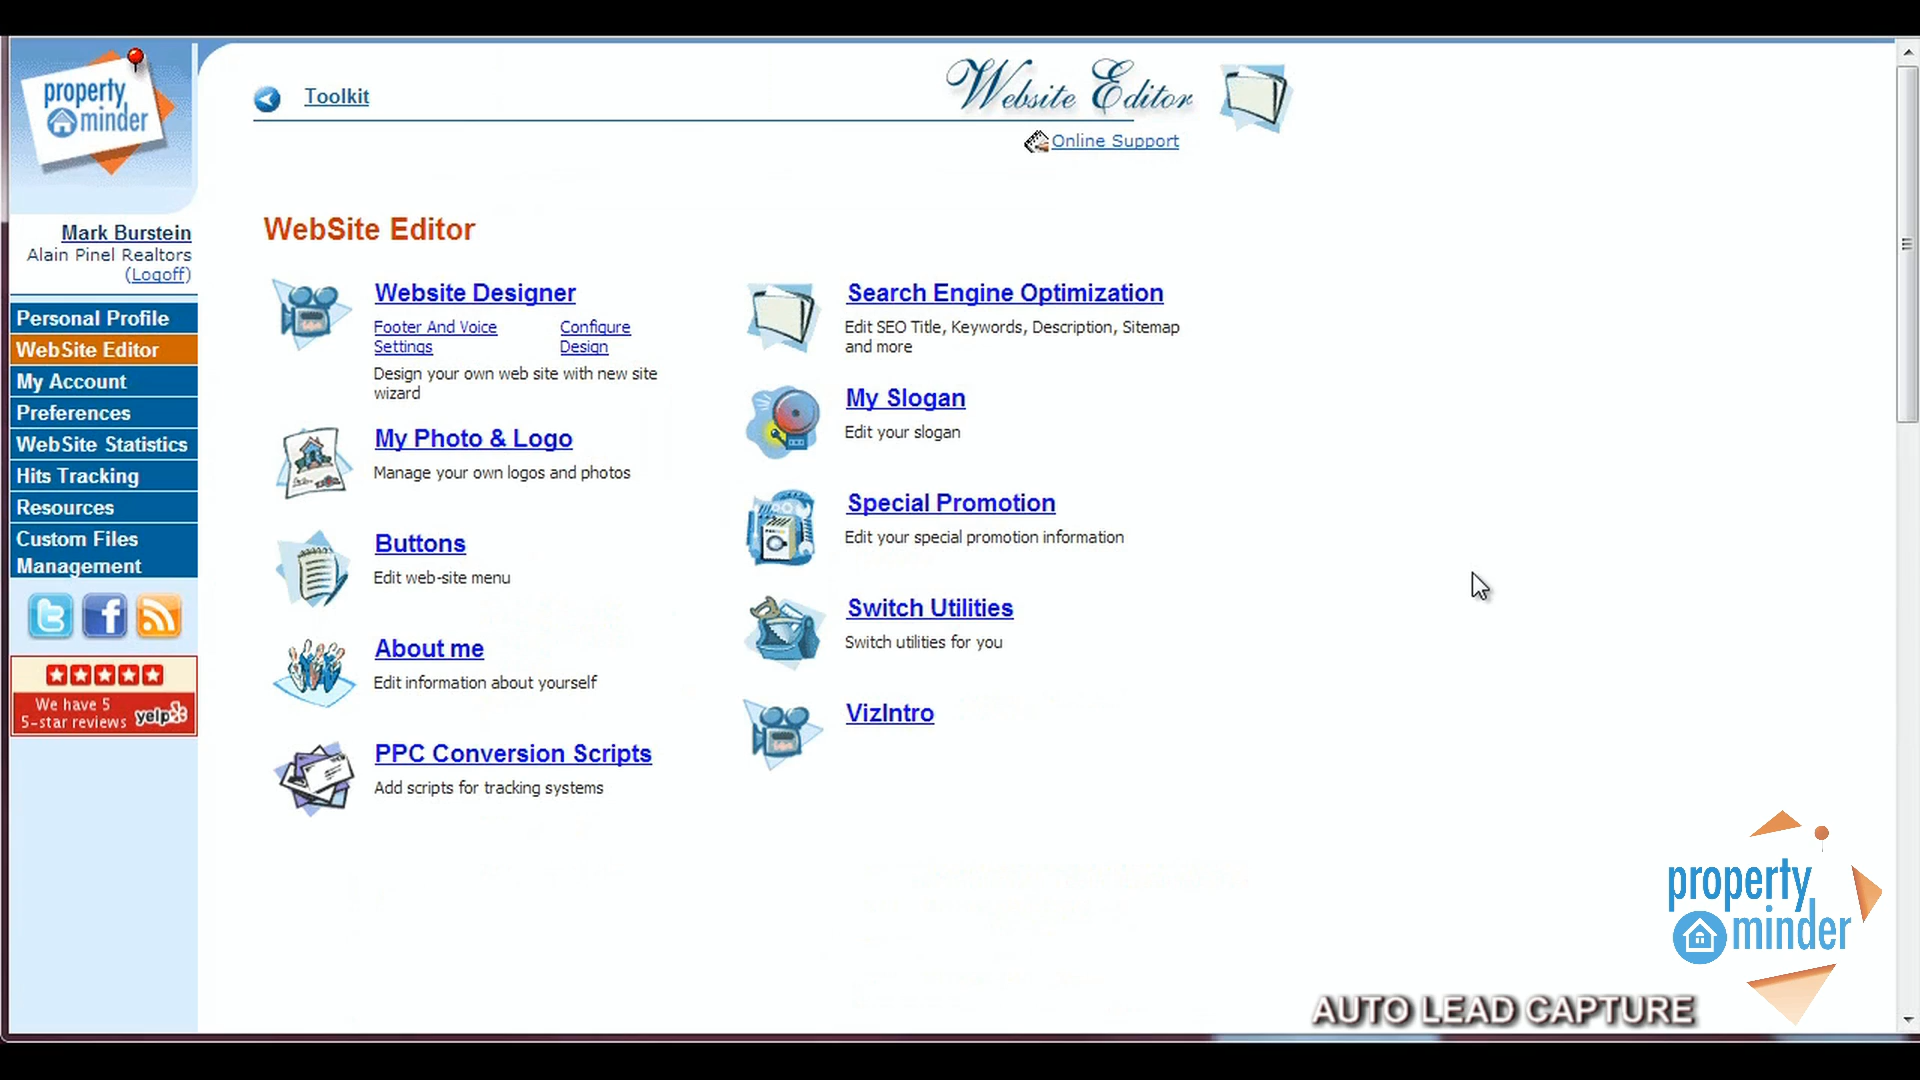 property
minder
Toolkit
Website Editor
Online Support
Mark Burstein
Alain Pinel Realtors
(Logoff)
Personal Profile
WebSite Editor
My Account
Preferences
WebSite Statistics
Hits Tracking
Resources
Custom Files
Management
We have 5
5-star reviews yelp
WebSite Editor
Website Designer
Footer And Voice
Settings
Configure
Design
Design your own web site with new site
wizard
My Photo & Logo
Manage your own logos and photos
Buttons
Edit web-site menu
About me
Edit information about yourself
PPC Conversion Scripts
Add scripts for tracking systems
Search Engine Optimization
Edit SEO Title, Keywords, Description, Sitemap
and more
My Slogan
Edit your slogan
Special Promotion
Edit your special promotion information
Switch Utilities
Switch utilities for you
VizIntro
property
minder
AUTO LEAD CAPTURE